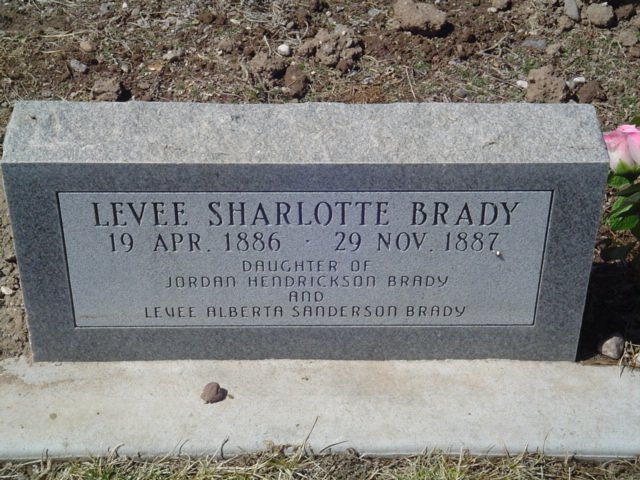 LEVEE SHARLOTTE BRADY
19 APR. 1886 · 29 NOV. 1887
DAUGHTER OF
JORDAN HENDRICKSON BRADY
AND
LEVEE ALBERTA SANDERSON BRADY